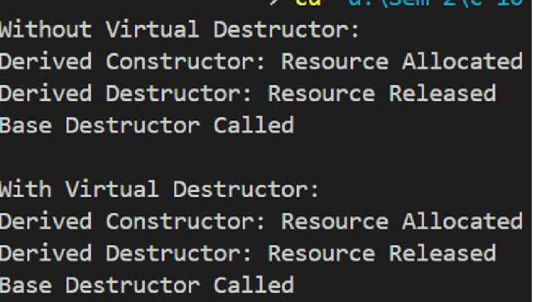 > cd "d:\Sem 2\c 10
Without Virtual Destructor:
Derived Constructor: Resource Allocated
Derived Destructor: Resource Released
Base Destructor Called
With Virtual Destructor:
Derived Constructor: Resource Allocated
Derived Destructor: Resource Released
Base Destructor Called